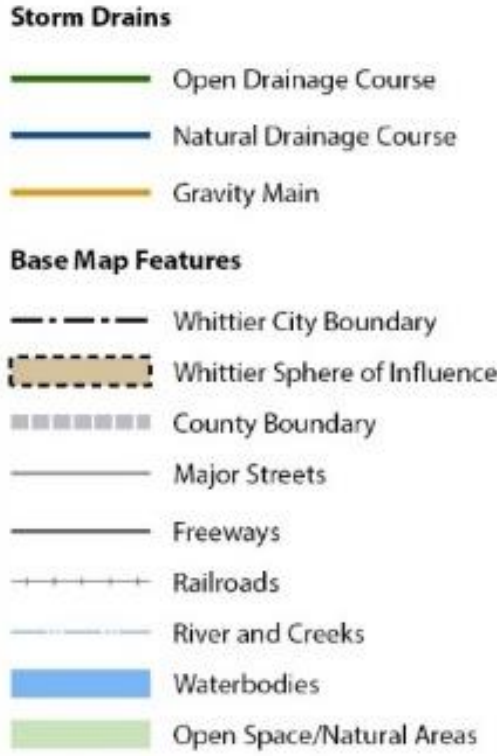 Storm Drains
Open Drainage Course
Natural Drainage Course
Gravity Main
Base Map Features
Whittier City Boundary
Whittier Sphere of Influence
County Boundary
Major Streets
Freeways
Railroads
River and Creeks
Waterbodies
Open Space/Natural Areas